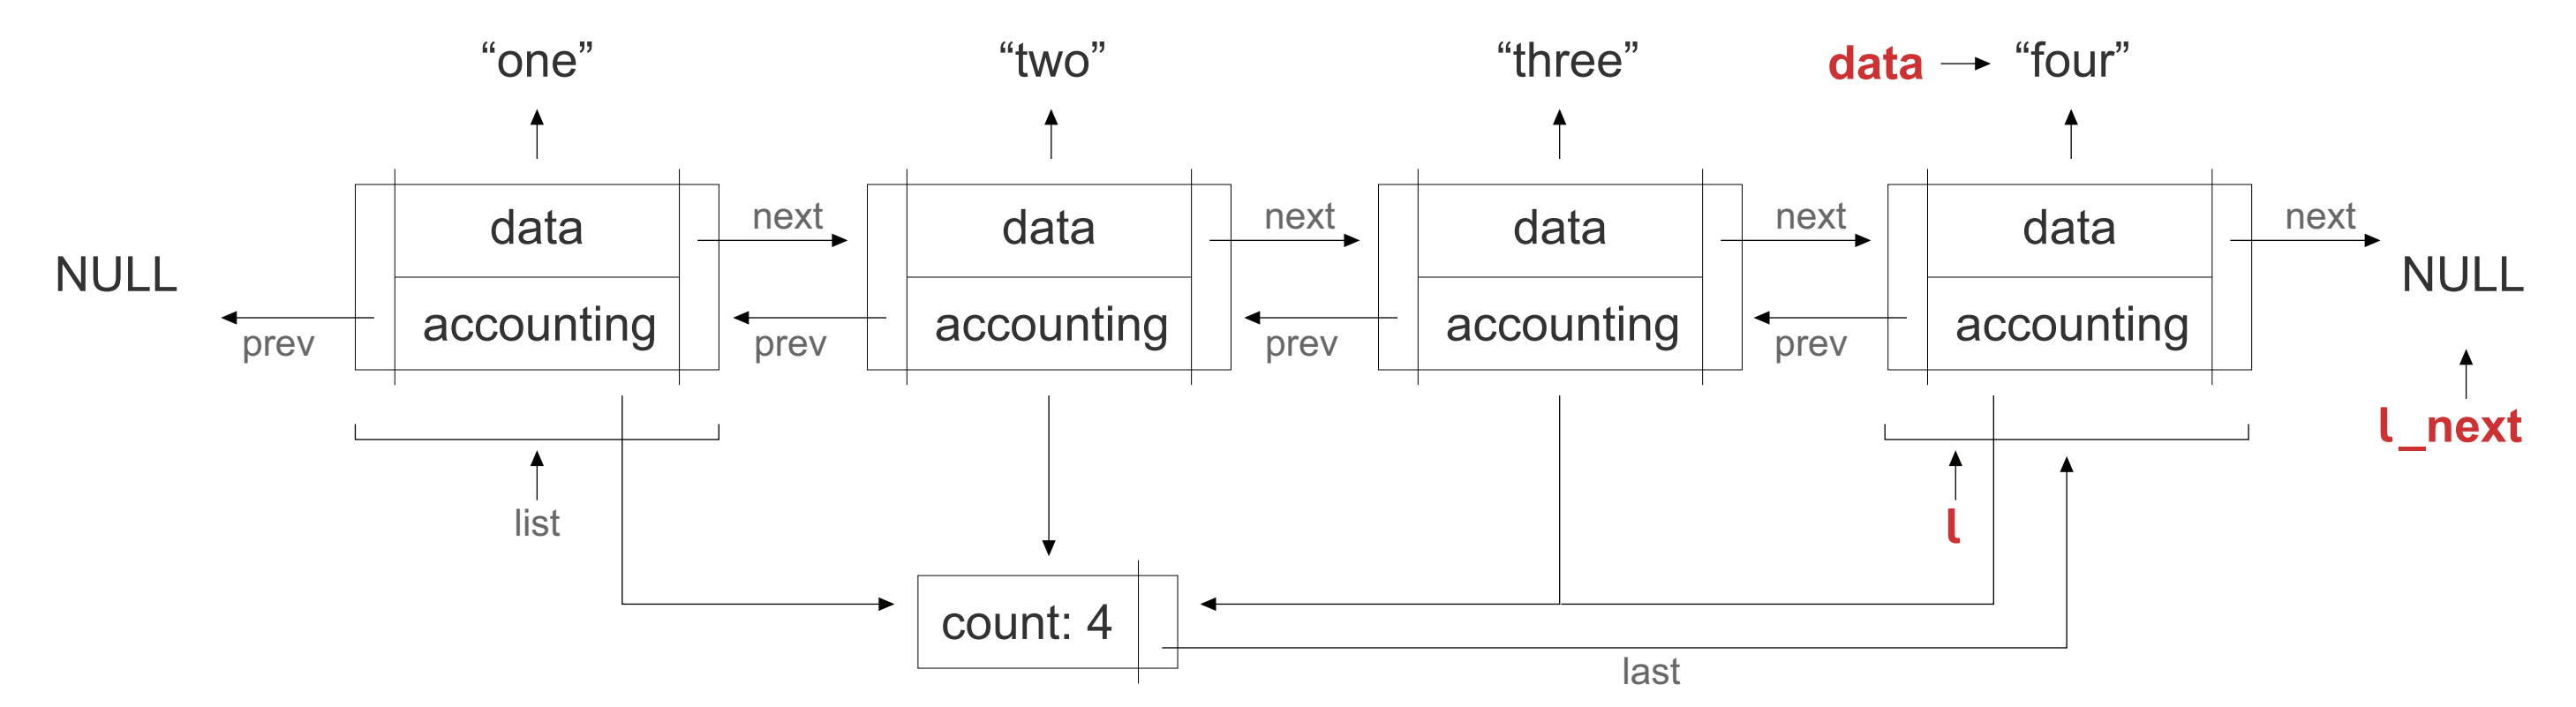 “one” “two” “three” data “four”
next next next next
data data data data
NULL NULL
accounting accounting accounting accounting
prev prev prev prev
l_next
list l
count: 4
last